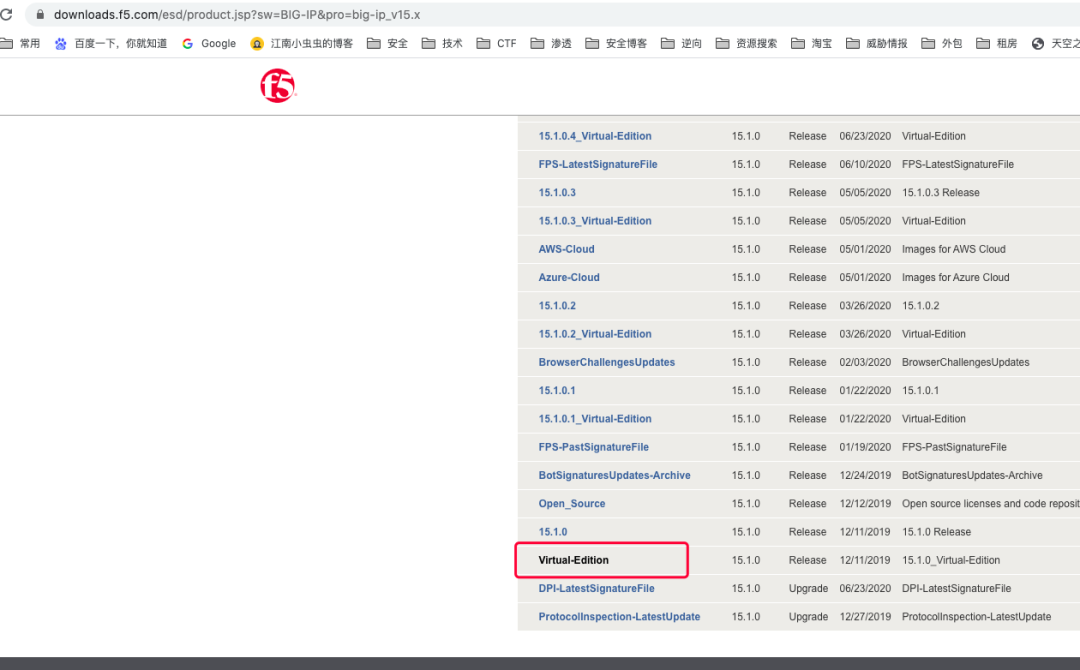 downloads.f5.com/esd/product.jsp?sw=BIG-IP&pro=big-ip_v15.x
常用 百度一下，你就知道 Google 江南小虫虫的博客 安全 技术 CTF 渗透 安全博客 逆向 资源搜索 淘宝 威胁情报 外包 租房 天空之
f5
15.1.0.4_Virtual-Edition 15.1.0 Release 06/23/2020 Virtual-Edition
FPS-LatestSignatureFile 15.1.0 Release 06/10/2020 FPS-LatestSignatureFile
15.1.0.3 15.1.0 Release 05/05/2020 15.1.0.3 Release
15.1.0.3_Virtual-Edition 15.1.0 Release 05/05/2020 Virtual-Edition
AWS-Cloud 15.1.0 Release 05/01/2020 Images for AWS Cloud
Azure-Cloud 15.1.0 Release 05/01/2020 Images for Azure Cloud
15.1.0.2 15.1.0 Release 03/26/2020 15.1.0.2
15.1.0.2_Virtual-Edition 15.1.0 Release 03/26/2020 Virtual-Edition
BrowserChallengesUpdates 15.1.0 Release 02/03/2020 BrowserChallengesUpdates
15.1.0.1 15.1.0 Release 01/22/2020 15.1.0.1
15.1.0.1_Virtual-Edition 15.1.0 Release 01/22/2020 Virtual-Edition
FPS-PastSignatureFile 15.1.0 Release 01/19/2020 FPS-PastSignatureFile
BotSignaturesUpdates-Archive 15.1.0 Release 12/24/2019 BotSignaturesUpdates-Archive
Open_Source 15.1.0 Release 12/12/2019 Open source licenses and code reposit
15.1.0 15.1.0 Release 12/11/2019 15.1.0 Release
Virtual-Edition 15.1.0 Release 12/11/2019 15.1.0_Virtual-Edition
DPI-LatestSignatureFile 15.1.0 Upgrade 06/23/2020 DPI-LatestSignatureFile
ProtocolInspection-LatestUpdate 15.1.0 Upgrade 12/27/2019 ProtocolInspection-LatestUpdate